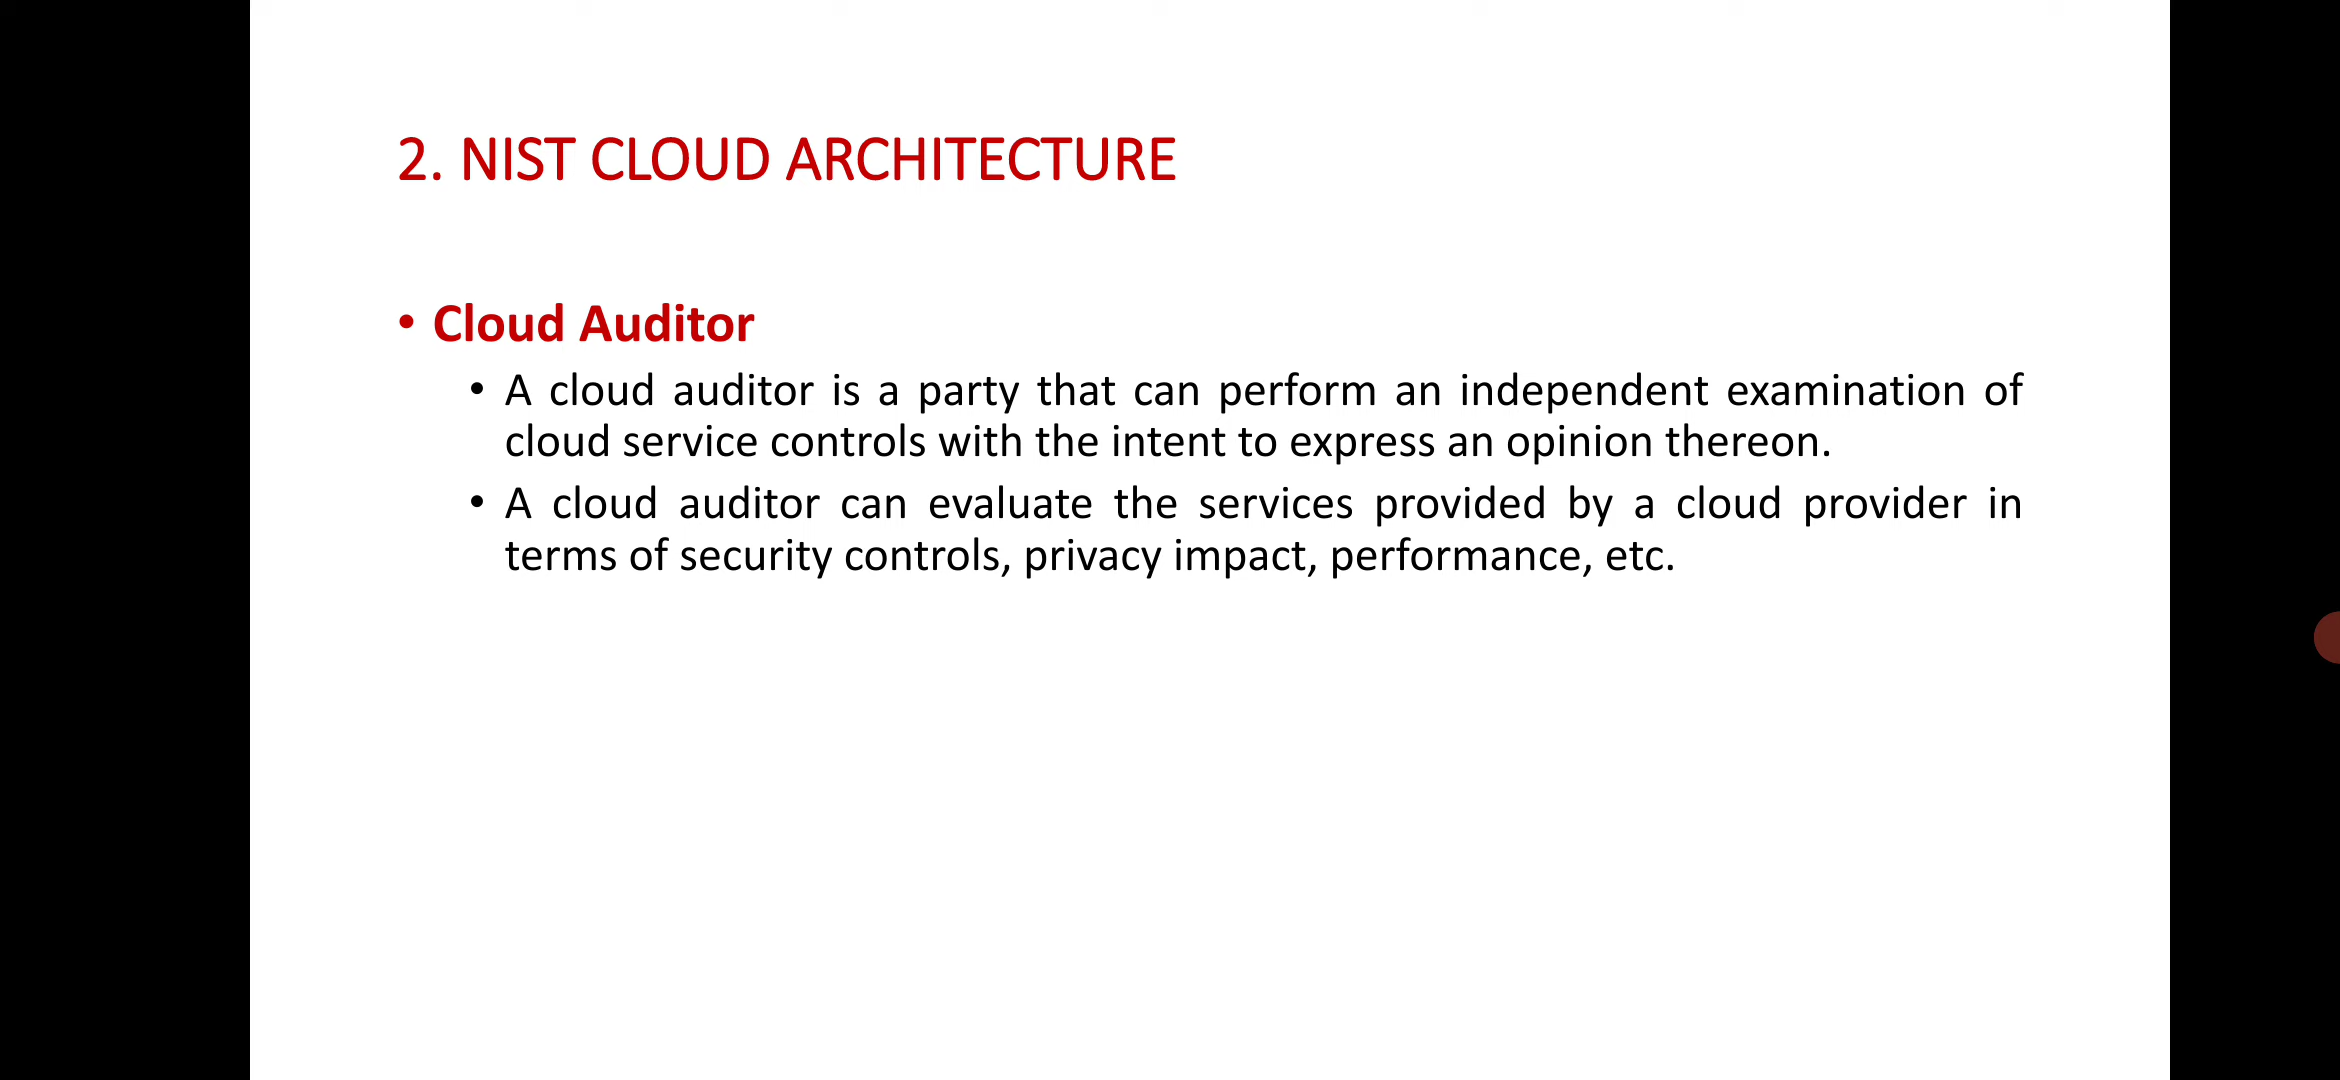 2. NIST CLOUD ARCHITECTURE
• Cloud Auditor
• A cloud auditor is a party that can perform an independent examination of
cloud service controls with the intent to express an opinion thereon.
• A cloud auditor can evaluate the services provided by a cloud provider in
terms of security controls, privacy impact, performance, etc.